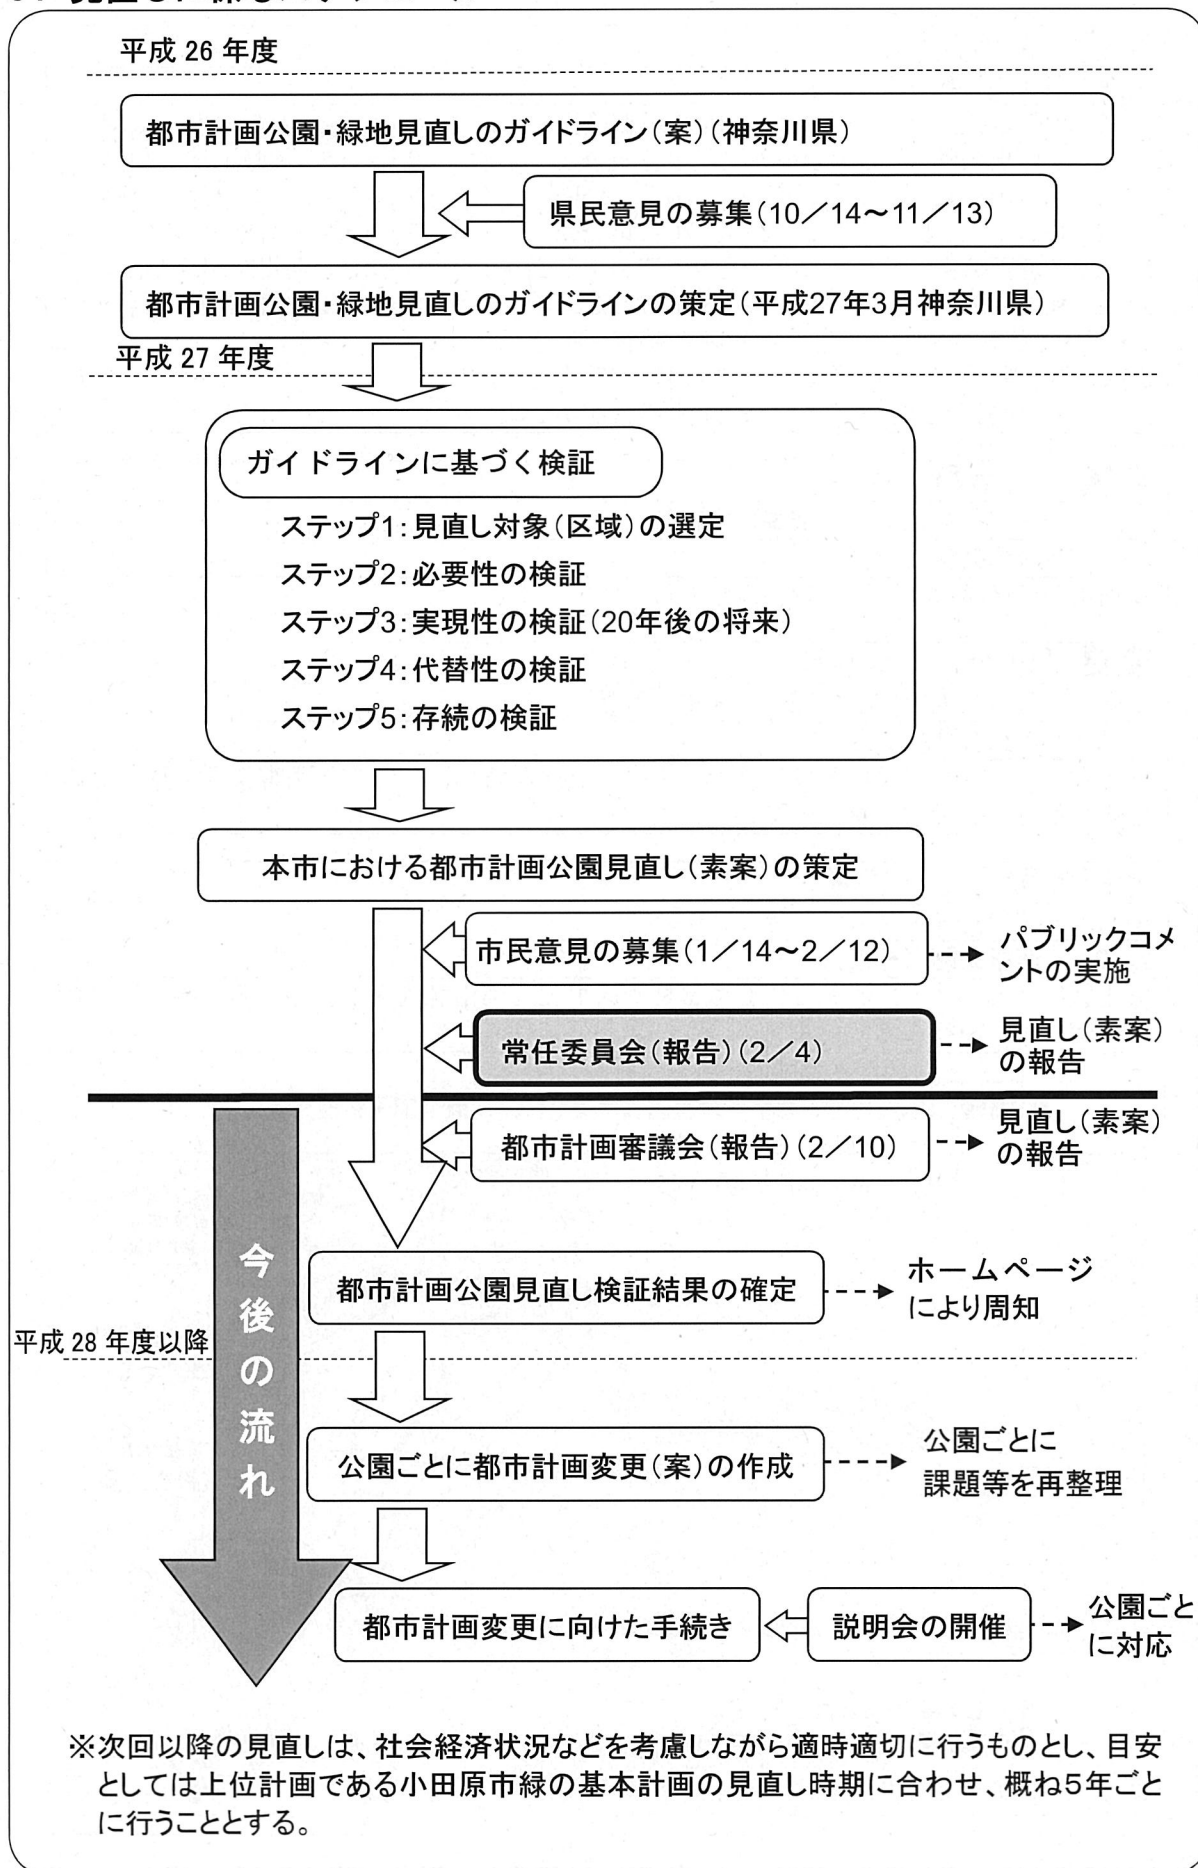 平成 26 年度
都市計画公園・緑地見直しのガイドライン（案）（神奈川県）
県民意見の募集（10／14～11／13）
都市計画公園・緑地見直しのガイドラインの策定（平成27年3月神奈川県）
平成 27 年度
ガイドラインに基づく検証
ステップ1：見直し対象（区域）の選定
ステップ2：必要性の検証
ステップ3：実現性の検証（20年後の将来）
ステップ4：代替性の検証
ステップ5：存続の検証
本市における都市計画公園見直し（素案）の策定
市民意見の募集（1／14～2／12）
パブリックコメ
ントの実施
常任委員会（報告）（2／4）
見直し（素案）
の報告
都市計画審議会（報告）（2／10）
見直し（素案）
の報告
今後の流れ
都市計画公園見直し検証結果の確定
ホームページ
により周知
平成 28 年度以降
公園ごとに都市計画変更（案）の作成
公園ごとに
課題等を再整理
都市計画変更に向けた手続き
説明会の開催
公園ごと
に対応
※次回以降の見直しは、社会経済状況などを考慮しながら適時適切に行うものとし、目安
としては上位計画である小田原市緑の基本計画の見直し時期に合わせ、概ね５年ごと
に行うこととする。